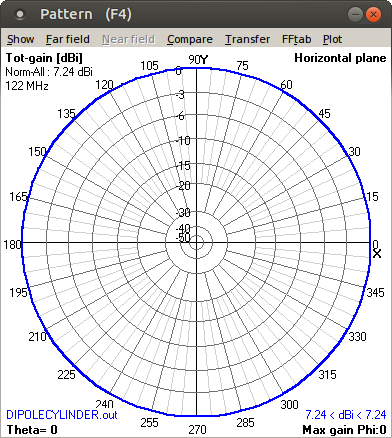 Pattern (F4)
Show Far field Near field Compare Transfer FFtab Plot
Tot-gain [dBi]
Horizontal plane
Norm-All : 7.24 dBi
122 MHz
90Y
105
75
120
60
135
45
150
30
165
15
180
0
X
195
345
210
330
225
315
240
300
255
285
270
0
-3
-6
-10
-15
-20
-30
-40
-50
DIPOLECYLINDER.out
7.24 < dBi < 7.24
Theta= 0
Max gain Phi:0